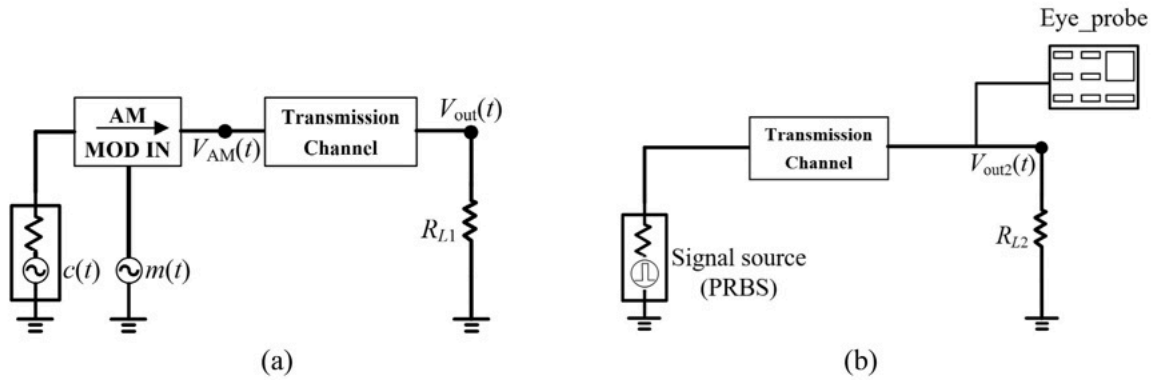 AM
MOD IN
V_AM(t)
Transmission
Channel
V_out(t)
R_L1
c(t)
m(t)
(a)
Eye_probe
Transmission
Channel
V_out2(t)
R_L2
Signal source
(PRBS)
(b)